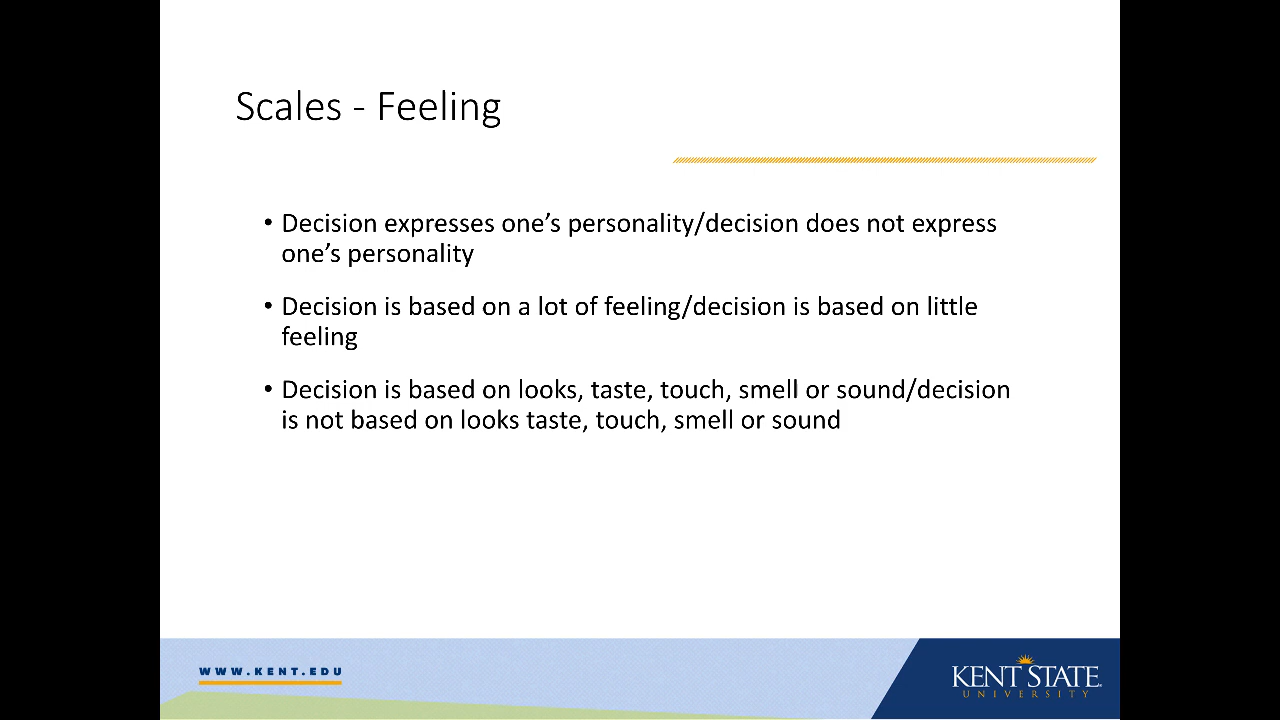 Scales - Feeling
• Decision expresses one’s personality/decision does not express
one’s personality
• Decision is based on a lot of feeling/decision is based on little
feeling
• Decision is based on looks, taste, touch, smell or sound/decision
is not based on looks taste, touch, smell or sound
WWW.KENT.EDU
KENT STATE
UNIVERSITY